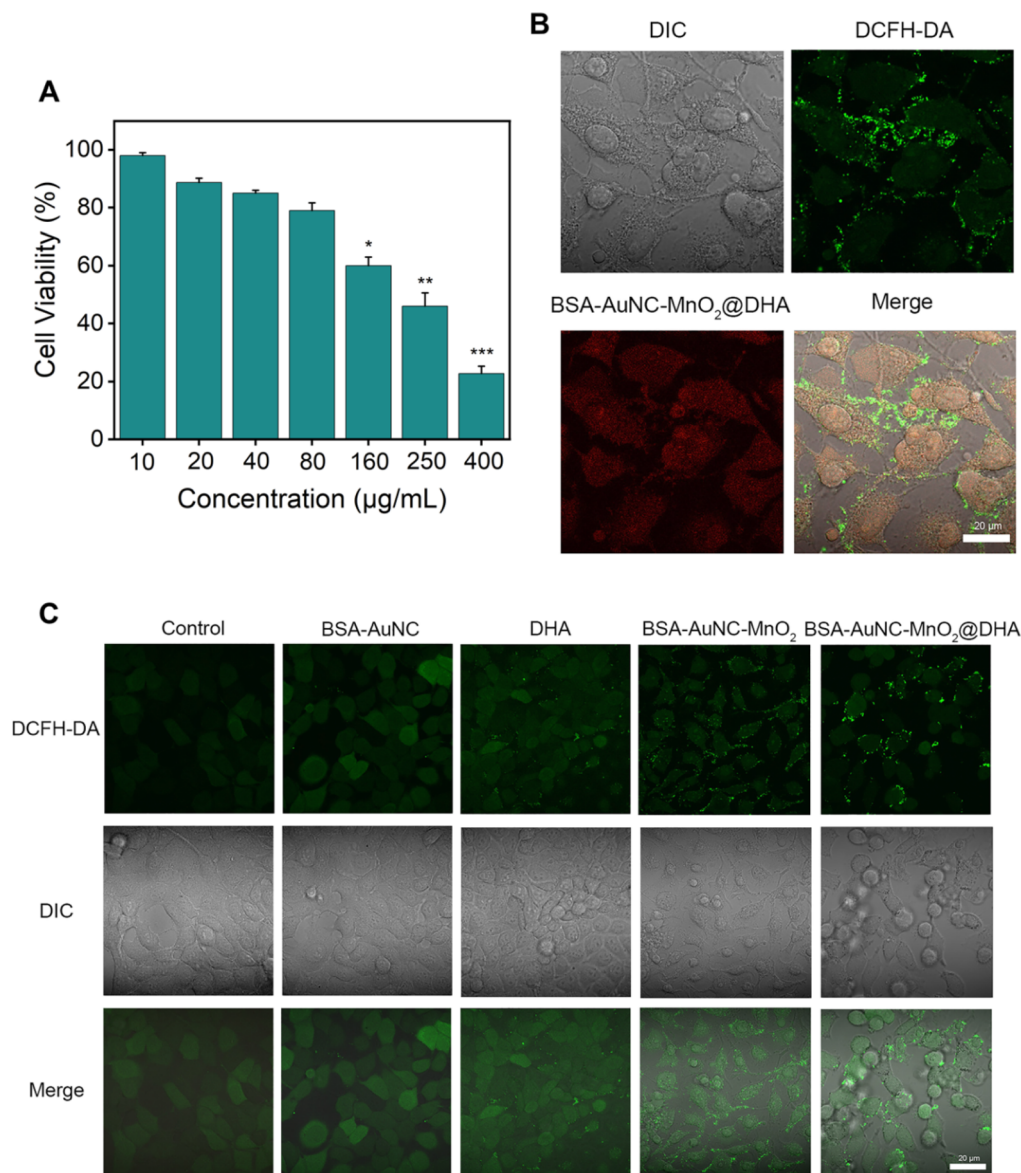 A
Cell Viability (%)
100
80
60
40
20
0
*
**
***
10 20 40 80 160 250 400
Concentration (µg/mL)
B
DIC DCFH-DA
BSA-AuNC-MnO₂@DHA Merge
20 µm
C
Control BSA-AuNC DHA BSA-AuNC-MnO₂ BSA-AuNC-MnO₂@DHA
DCFH-DA
DIC
Merge
20 µm